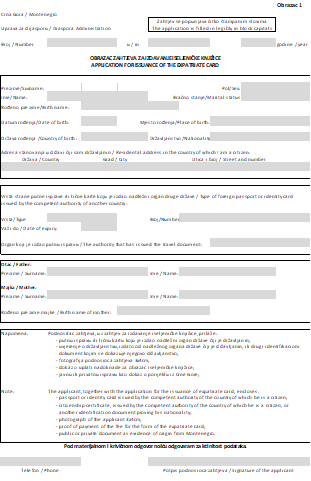 Obrazac 1
Crna Gora / Montenegro
Uprava za dijasporu / Diaspora Administration
Zahtjev se popunjava čitko štampanim slovima
The application is filled in legibly in block capitals
Broj / Number
u / in
godine / year
OBRAZAC ZAHTJEVA ZA IZDAVANJE ISELJENIČKE KNJIŽICE
APPLICATION FOR ISSUANCE OF THE EXPATRIATE CARD
Prezime/Surname:
Pol/Sex:
Ime/ Name:
Bračno stanje/Marital status
Rođeno prezime /Birth name:
Datum rođenja/Date of birth.
Mjesto rođenja/Place of birth:
Država rođenja /Country of birth:
Državljanstvo /Nationality
Adresa stanovanja u državi čiji sam državljanin / Residential address in the country of which I am a citizen:
Država / Country
Grad / City
Ulica i broj / Street and number
Vrsta strane putne isprave ili lične karte koju je izdao nadležni organ druge države / Type of foreign passport or identity card
issued by the competent authority of another country:
Vrsta/ Type
Broj/Number
Važi do / Date of expiry.
Organ koji je izdao putnu ispravu / The authority that has issued the travel document:
Otac / Father:
Prezime / Surname:
Ime / Name:
Majka / Mother:
Prezime / Surname:
Ime / Name:
Rođeno prezime majke / Birth name of mother:
Napomena:
Podnosilac zahtjeva, uz zahtjev za izdavanje iseljeničke knjižice, prilaže:
- putnu ispravu ili ličnu kartu koju je izdao nadležni organ države čiji je državljanin;
- uvjerenje o državljanstvu, izdato od nadležnog organa države čiji je državljanin, ili drugi identifikacioni
dokument kojim se dokazuje njegovo državljanstvo;
- fotografija podnosioca zahtjeva;
- dokaz o uplati naknade za obrazac iseljeničke knjižice;
- javnu ili privatnu ispravu kao dokaz o porijeklu iz Crne Gore;
Note:
The applicant, together with the application for the issuance of expatriate card, encloses:
- passport or identity card issued by the competent authority of the country of which he is a citizen;
- citizenship certificate, issued by the competent authority of the country of which he is a citizen, or
another identification document proving his nationality;
- photograph of the applicant;
- proof of payment of the fee for the form of the expatriate card;
- public or private document as evidence of origin from Montenegro.
Pod materijalnom i krivičnom odgovornošću odgovaram za istinitost podataka.
Telefon / Phone
Potpis podnosioca zahtjeva / Signature of the applicant